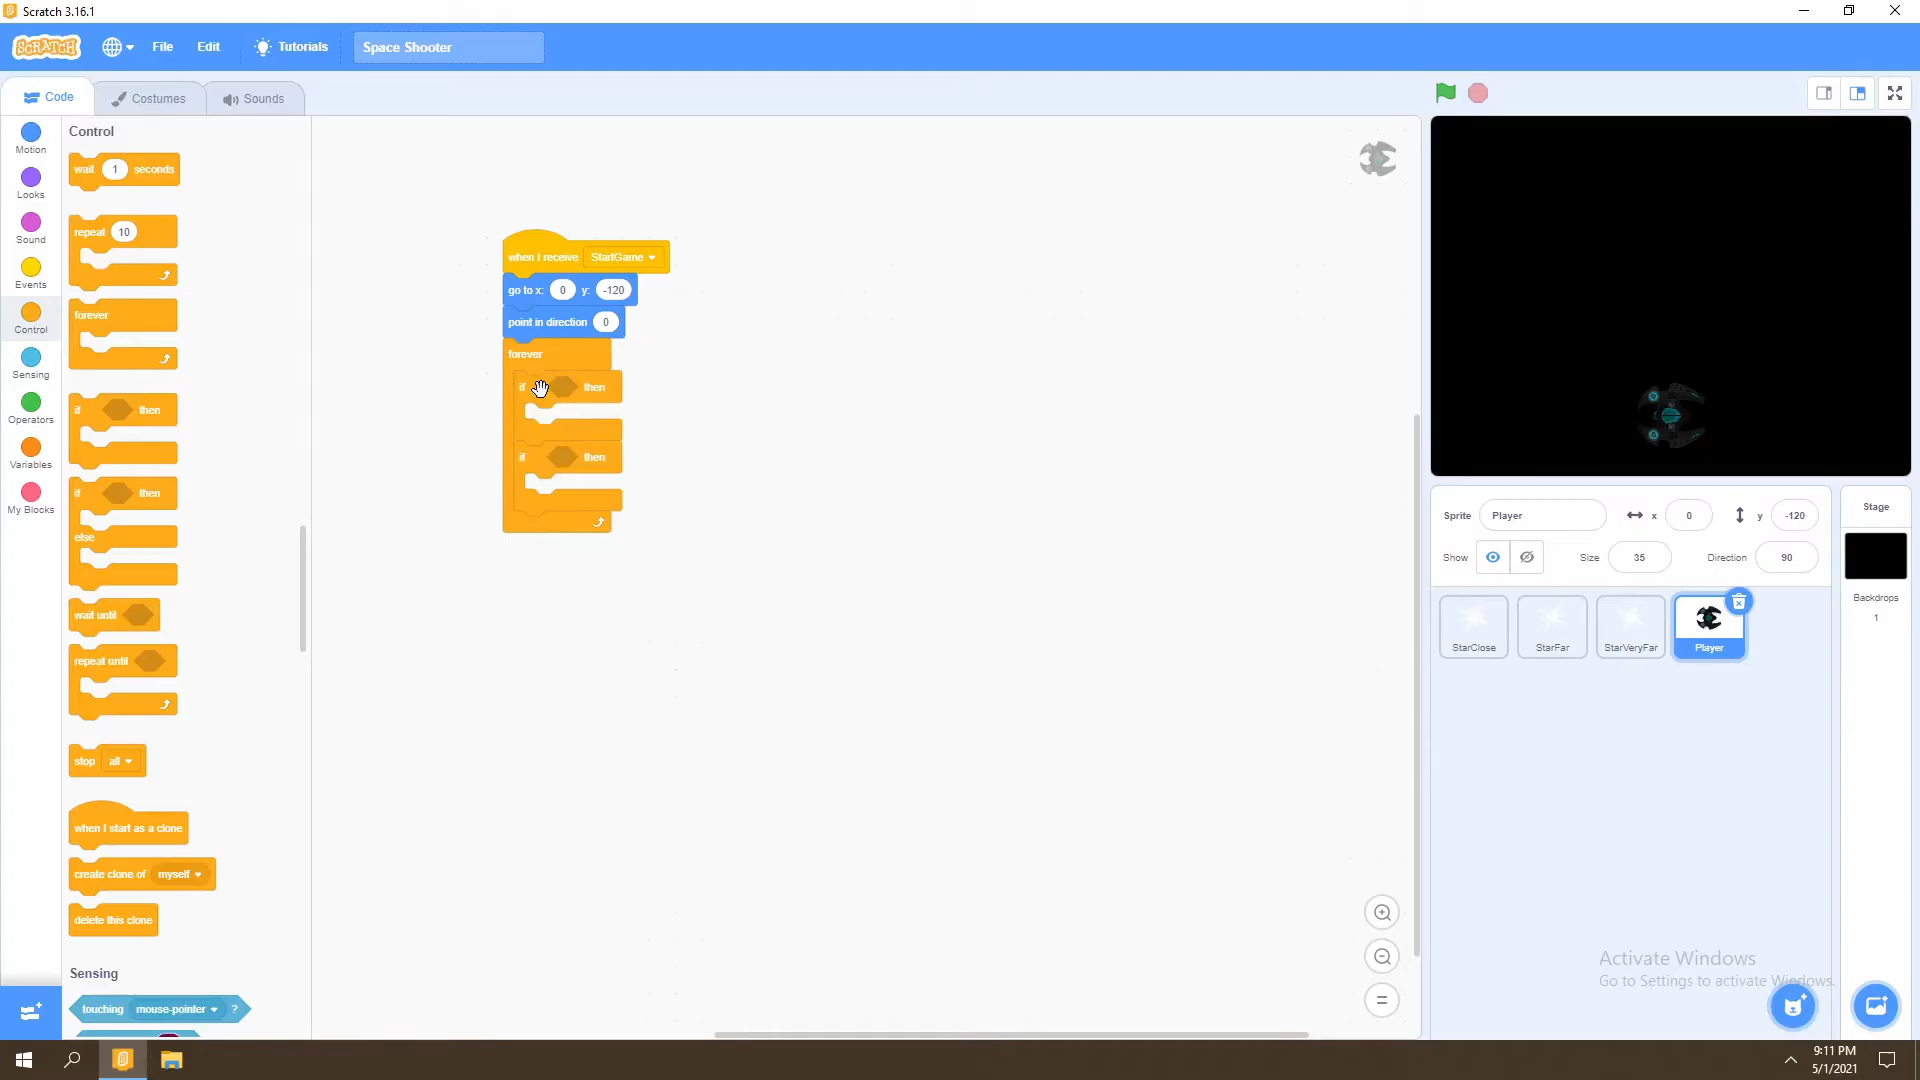 Scratch 3.16.1
SCRATCH File Edit Tutorials Space Shooter
Code Costumes Sounds
Motion
Looks
Sound
Events
Control
Sensing
Operators
Variables
My Blocks
Control
wait 1 seconds
repeat 10
forever
if then
if then
else
wait until
repeat until
stop all
when I start as a clone
create clone of myself
delete this clone
Sensing
touching mouse-pointer ?
when I receive StartGame
go to x: 0 y: -120
point in direction 0
forever
if then
if then
Sprite Player x 0 y -120
Show Size 35 Direction 90
StarClose StarFar StarVeryFar Player
Stage
Backdrops
1
Activate Windows
Go to Settings to activate Windows.
9:11 PM
5/1/2021